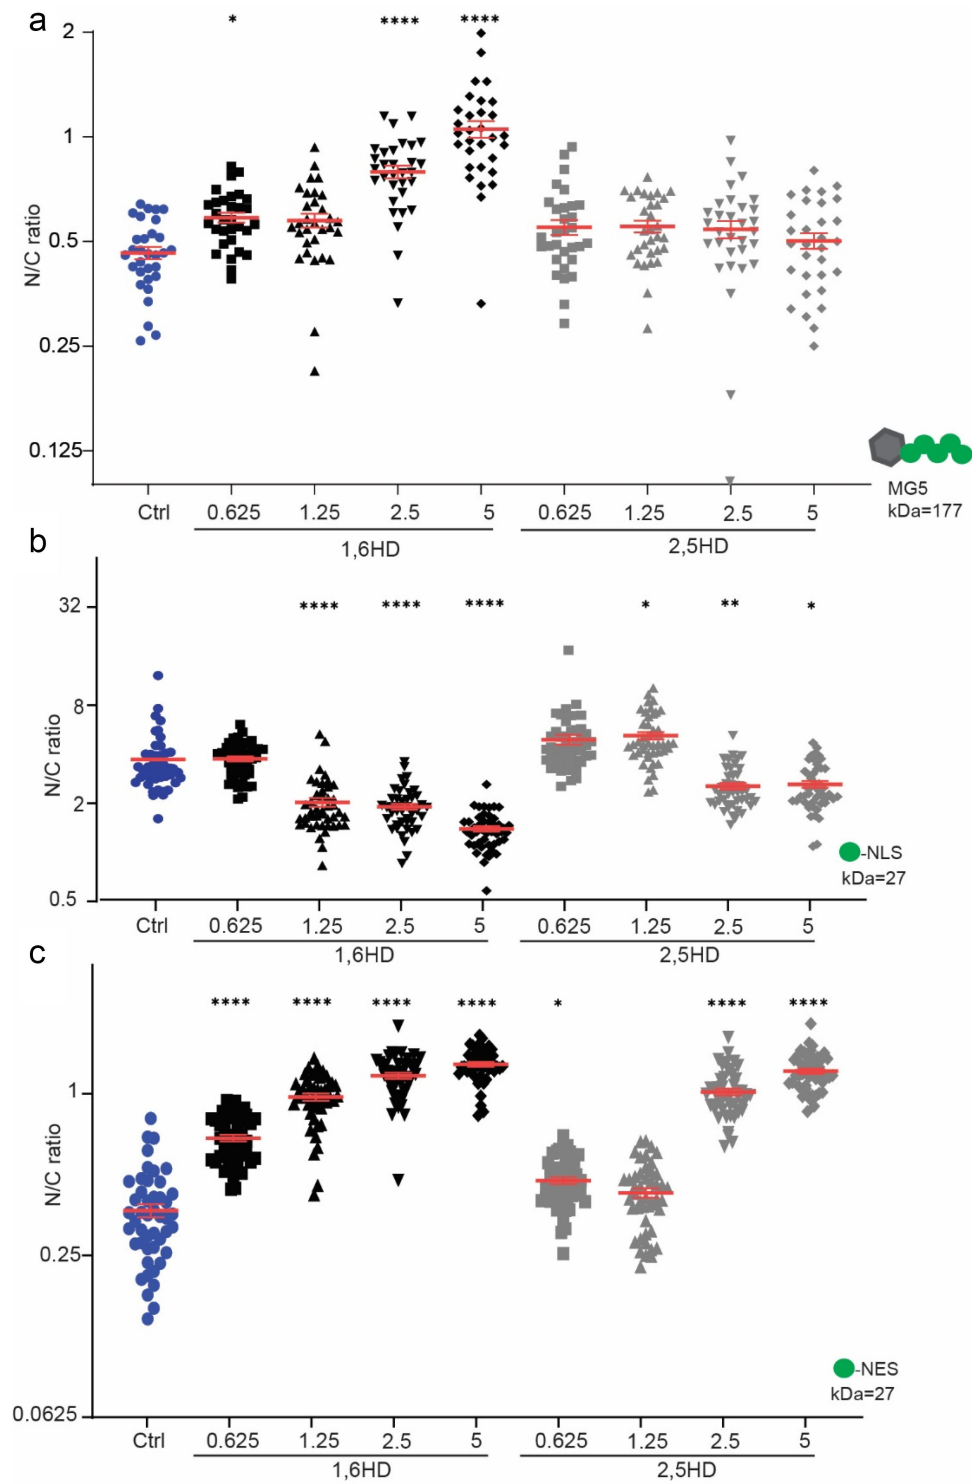 a
* **** ****
2
1
0.5
0.25
0.125
N/C ratio
MG5
kDa=177
Ctrl 0.625 1.25 2.5 5 0.625 1.25 2.5 5
1,6HD 2,5HD
b
**** **** **** * ** *
32
8
2
0.5
N/C ratio
-NLS
kDa=27
Ctrl 0.625 1.25 2.5 5 0.625 1.25 2.5 5
1,6HD 2,5HD
c
**** **** **** **** * **** ****
1
0.25
0.0625
N/C ratio
-NES
kDa=27
Ctrl 0.625 1.25 2.5 5 0.625 1.25 2.5 5
1,6HD 2,5HD